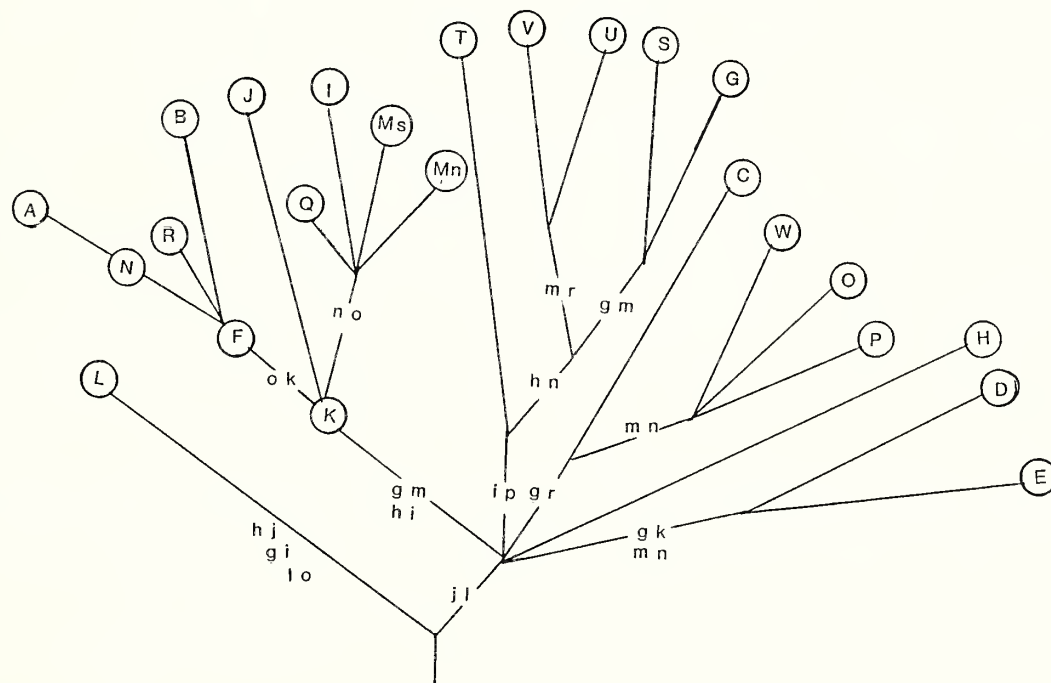 T V U S
G
B J I
Ms
Mn C
A R Q
N W
m r O
n o g m
F P H
L o k h n D
K m n
E
g m i p g r
h i
h j g k
g i m n
l o
j l